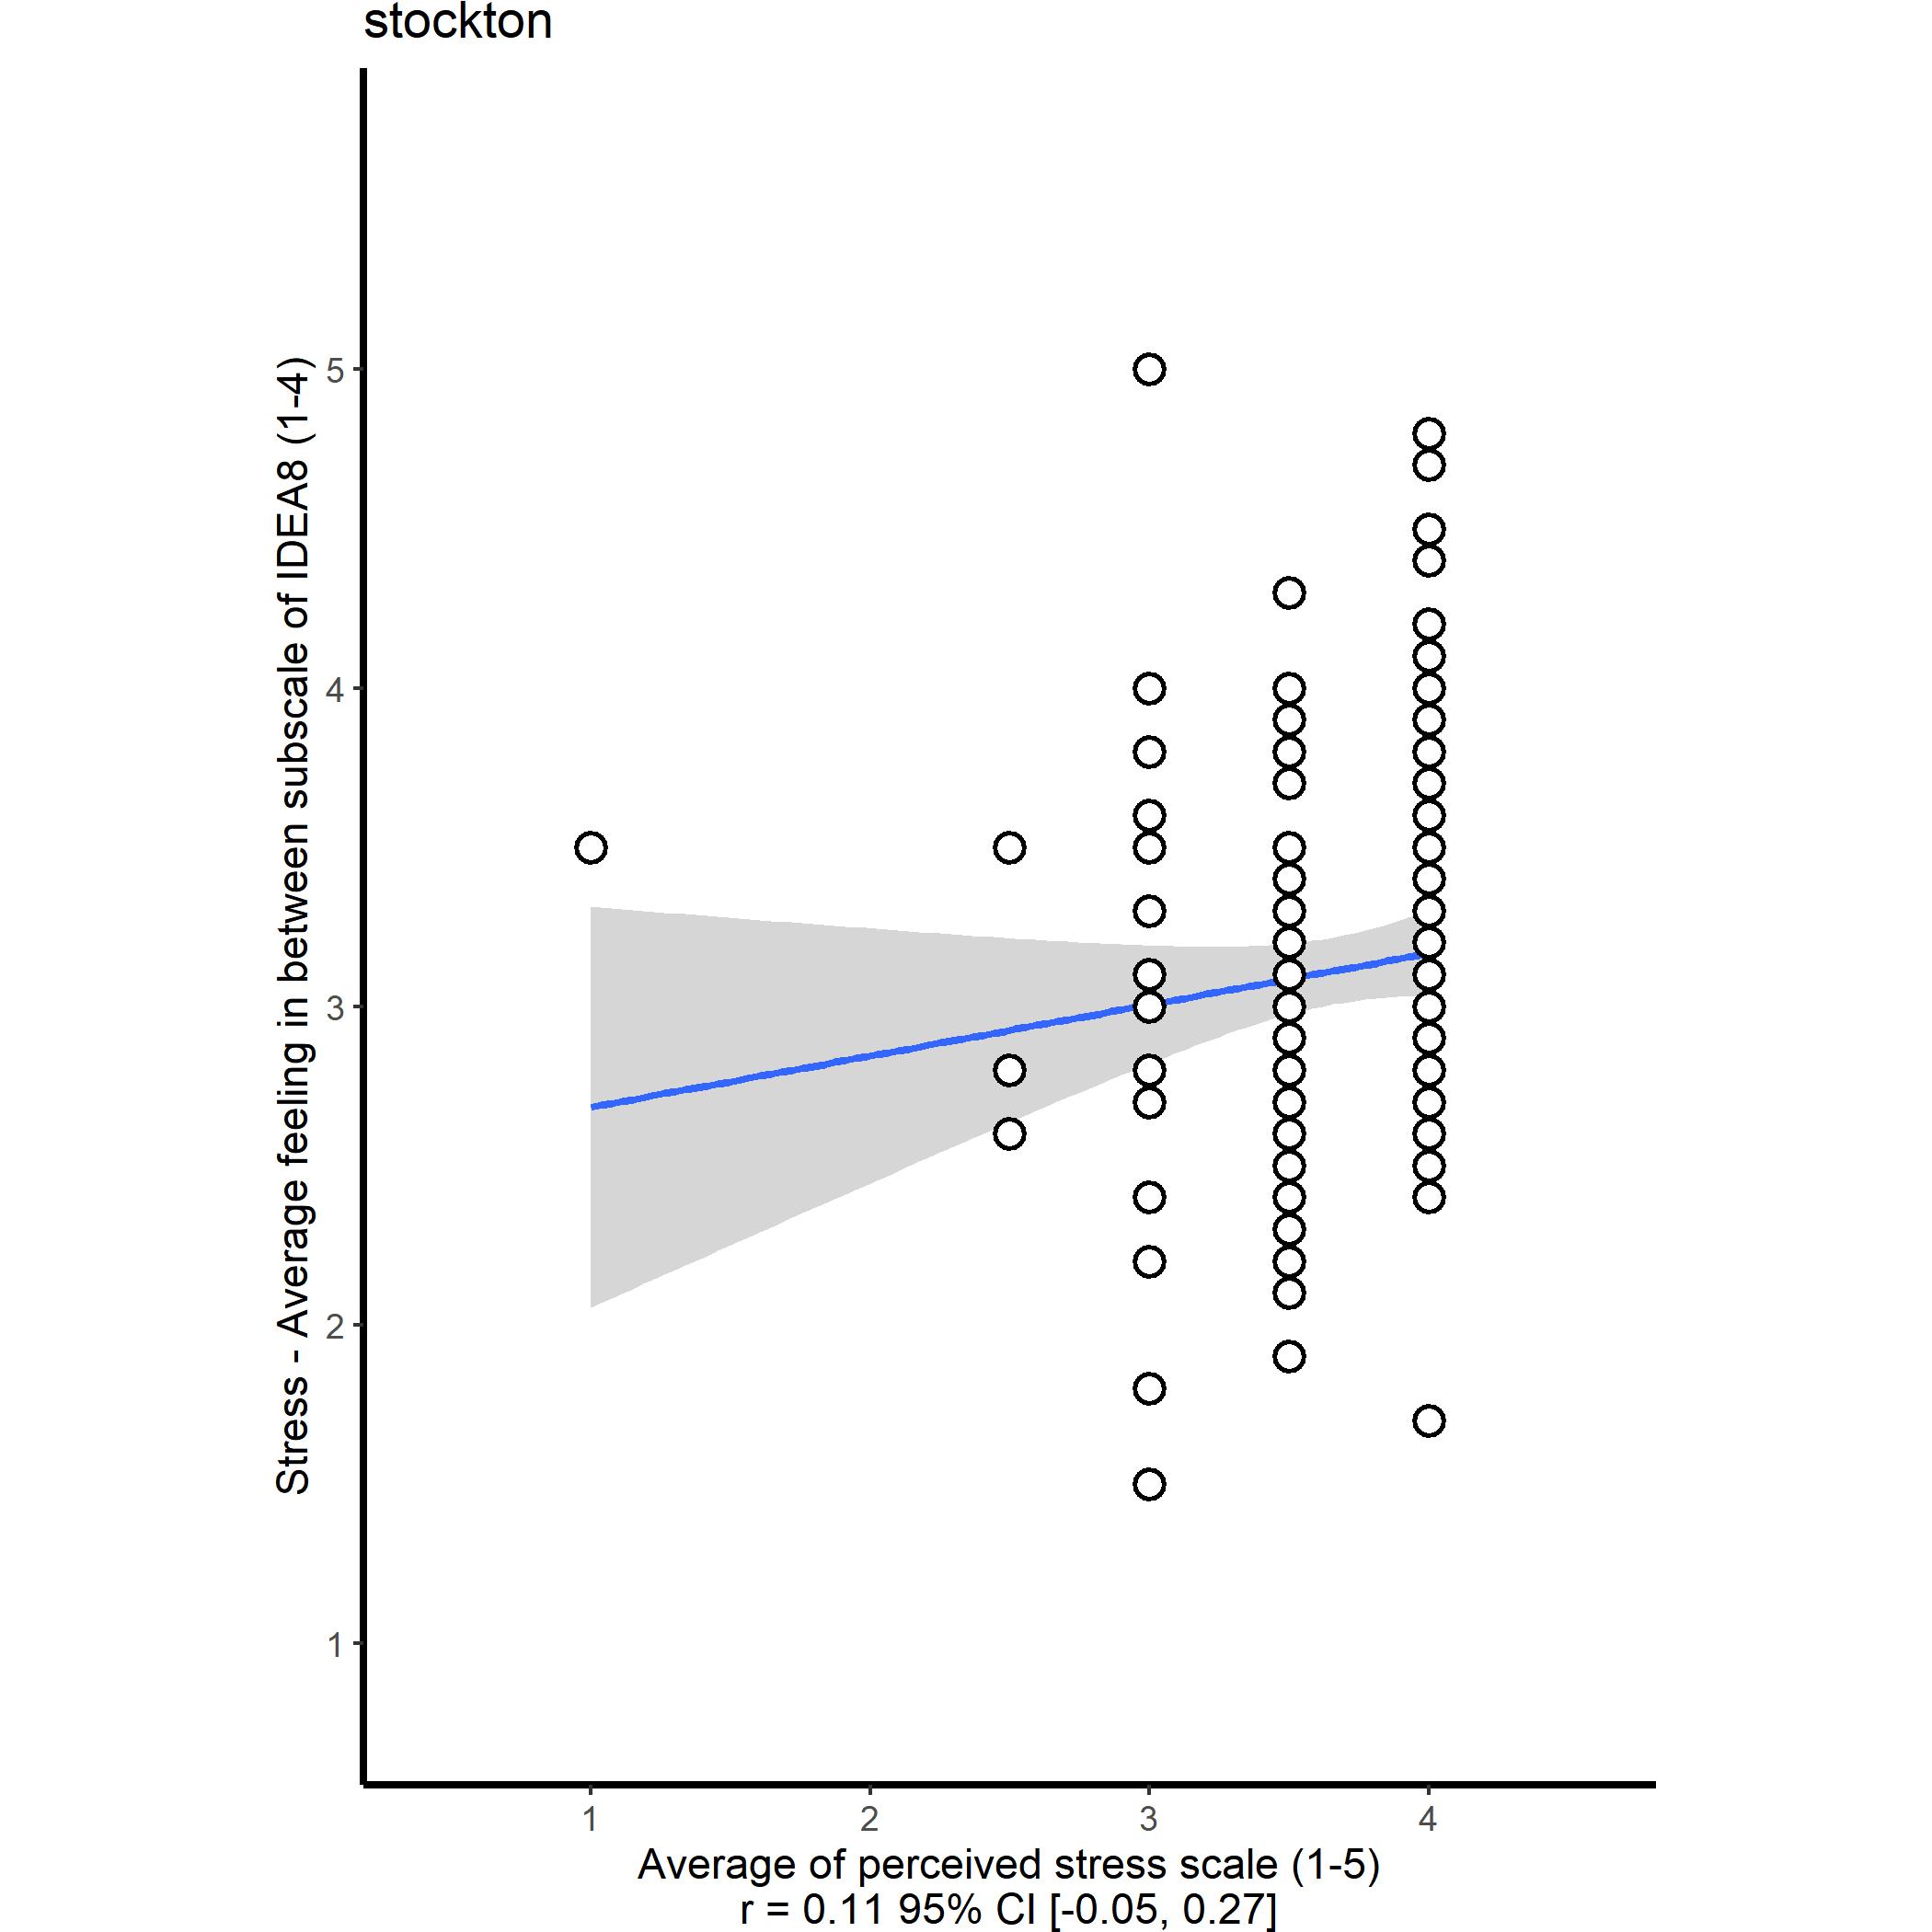 stockton
Stress - Average feeling in between subscale of IDEA8 (1-4)
5
4
3
2
1
1 2 3 4
Average of perceived stress scale (1-5)
r = 0.11 95% CI [-0.05, 0.27]